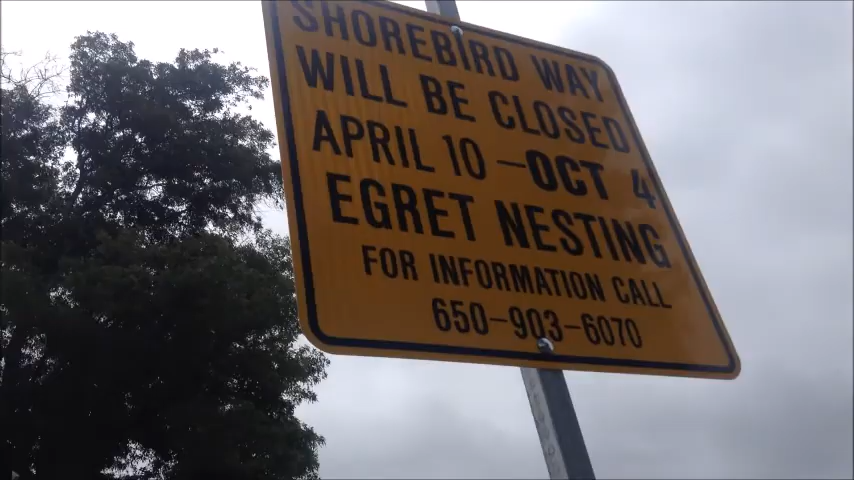 SHOREBIRD WAY
WILL BE CLOSED
APRIL 10 – OCT 4
EGRET NESTING
FOR INFORMATION CALL
650–903–6070